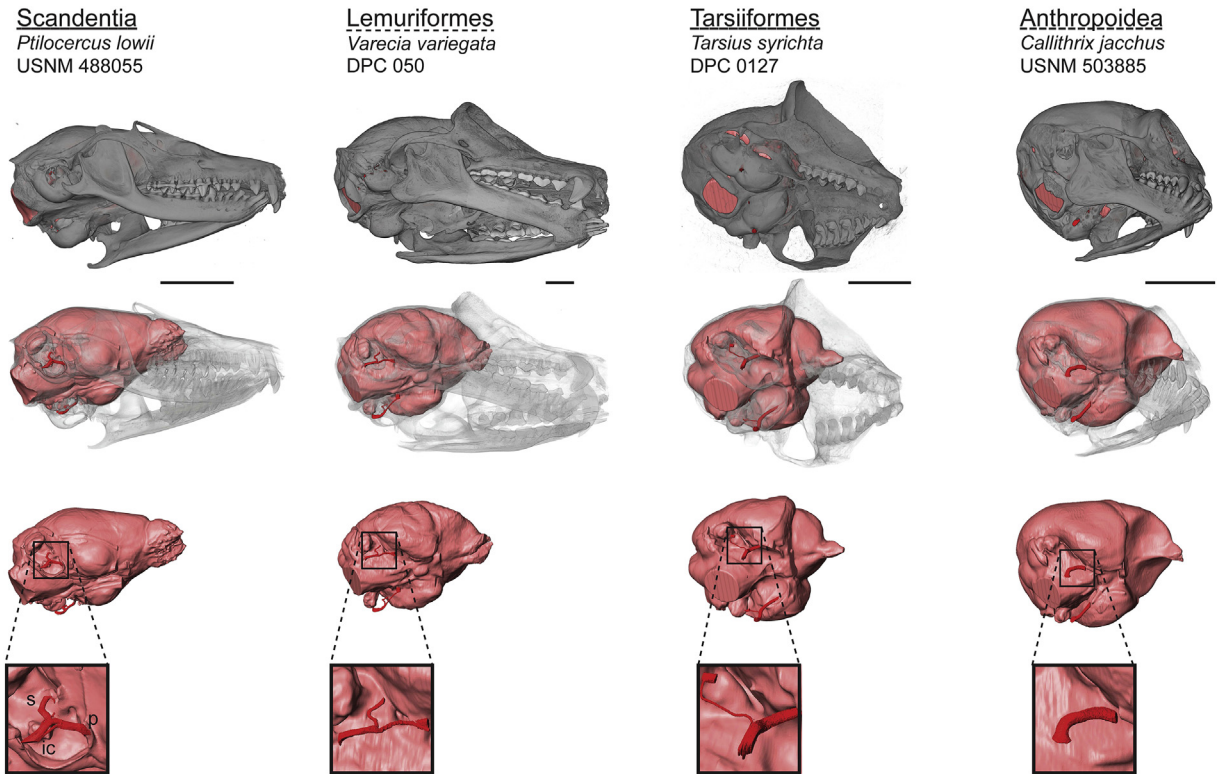 Scandentia
Ptilocercus lowii
USNM 488055
Lemuriformes
Varecia variegata
DPC 050
Tarsiiformes
Tarsius syrichta
DPC 0127
Anthropoidea
Callithrix jacchus
USNM 503885
s
p
ic